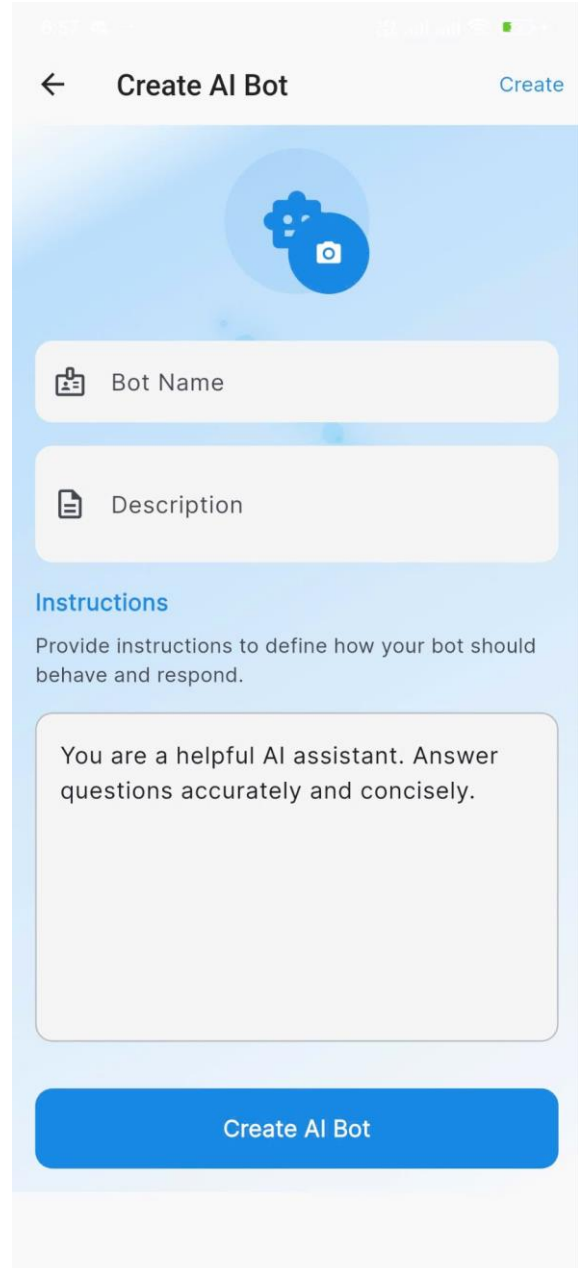 Create AI Bot
Create
Bot Name
Description
Instructions
Provide instructions to define how your bot should
behave and respond.
You are a helpful AI assistant. Answer
questions accurately and concisely.
Create AI Bot